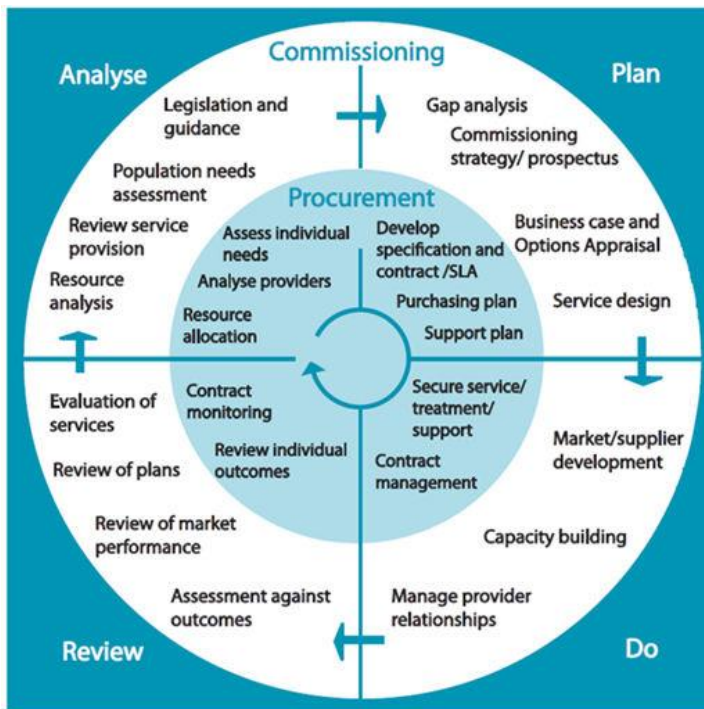 Commissioning
Analyse
Plan
Legislation and
guidance
Population needs
assessment
Review service
provision
Resource
analysis
Gap analysis
Commissioning
strategy/ prospectus
Business case and
Options Appraisal
Service design
Procurement
Assess individual
needs
Analyse providers
Resource
allocation
Develop
specification and
contract /SLA
Purchasing plan
Support plan
Contract
monitoring
Review individual
outcomes
Secure service/
treatment/
support
Contract
management
Evaluation of
services
Review of plans
Review of market
performance
Assessment against
outcomes
Market/supplier
development
Capacity building
Manage provider
relationships
Review
Do